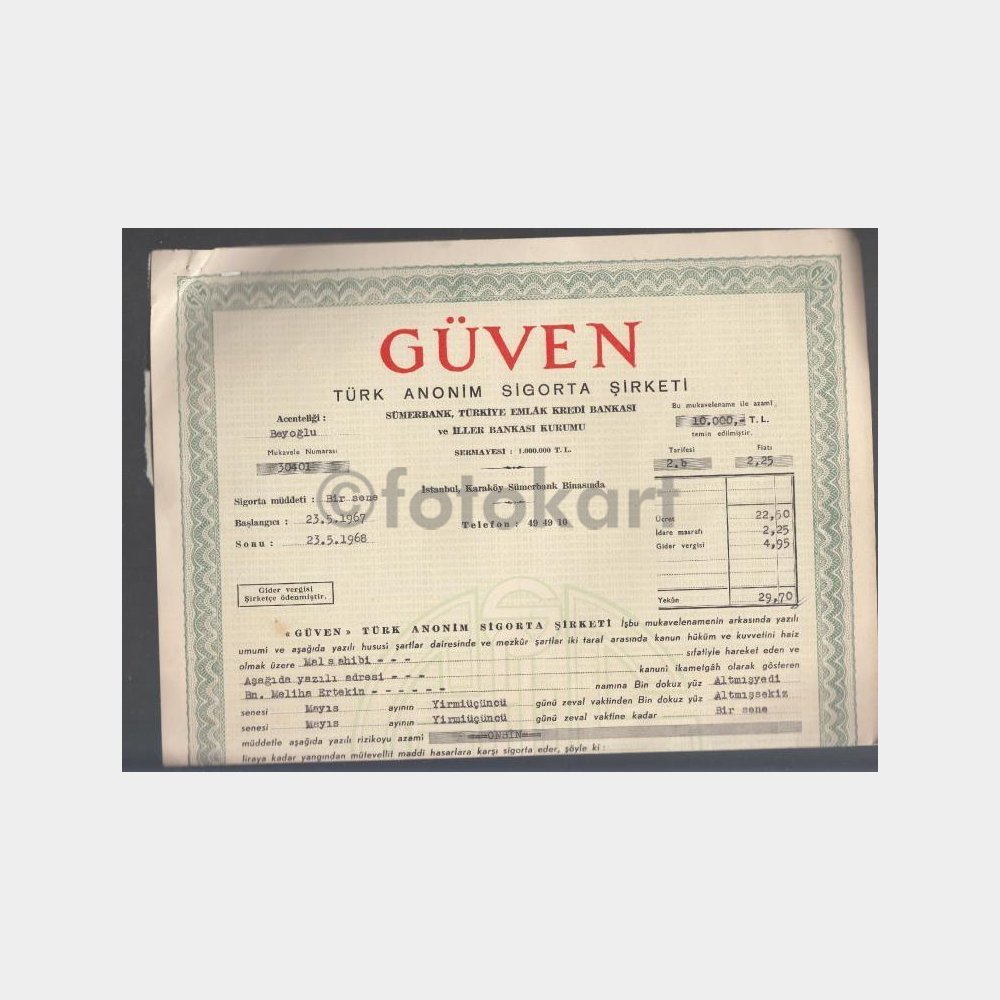 GÜVEN
TÜRK ANONİM SİGORTA ŞİRKETİ
SÜMERBANK, TÜRKİYE EMLÂK KREDİ BANKASI
ve İLLER BANKASI KURUMU
SERMAYESİ : 1.000.000 T. L.
İstanbul, Karaköy Sümerbank Binasında
Telefon : 49 49 10
Acenteliği :
Beyoğlu
Mukavele Numarası
30401
Sigorta müddeti : Bir sene
Başlangıcı : 23.5.1967
Sonu : 23.5.1968
Gider vergisi
Şirketçe ödenmiştir.
Bu mukavelename ile azamî
10.000,- T. L.
temin edilmiştir.
Tarifesi Fiatı
2.b 2,25
Ücret 22,50
İdare masrafı 2,25
Gider vergisi 4,95
Yekûn 29,70
©fotokart
« GÜVEN » TÜRK ANONİM SİGORTA ŞİRKETİ İşbu mukavelenamenin arkasında yazılı
umumi ve aşağıda yazılı hususi şartlar dairesinde ve mezkûr şartlar iki taraf arasında kanun hüküm ve kuvvetini haiz
olmak üzere Malsahibi - - - sıfatiyle hareket eden ve
Aşağıda yazılı adresi - - - kanunî ikametgâh olarak gösteren
Bn. Meliha Ertekin - - - - - - namına Bin dokuz yüz Altmışyedi
senesi Mayıs ayının Yirmiüçüncü günü zeval vaktinden Bin dokuz yüz Altmışsekiz
senesi Mayıs ayının Yirmiüçüncü günü zeval vaktine kadar Bir sene
müddetle aşağıda yazılı rizikoyu azamî ==ONBİN==
liraya kadar yangından mütevellit maddî hasarlara karşı sigorta eder, şöyle ki :